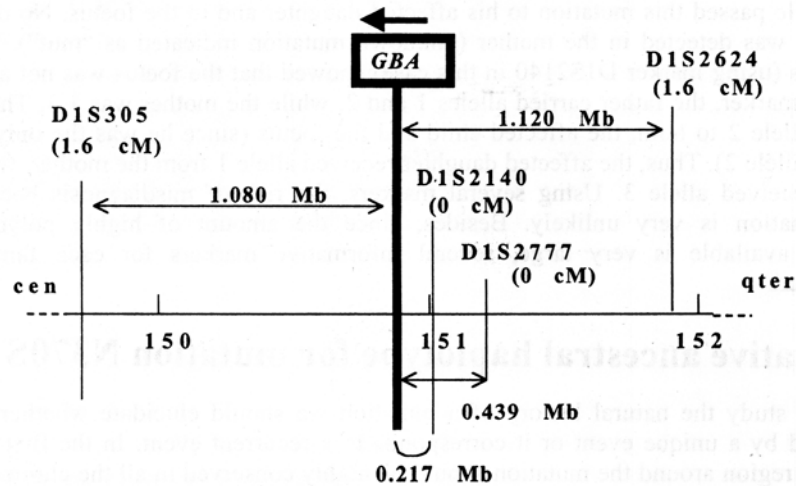 GBA
D1S2624
(1.6 cM)
D1S305
(1.6 cM)
1.120 Mb
1.080 Mb
D1S2140
(0 cM)
D1S2777
(0 cM)
cen
qter
150
151
152
0.439 Mb
0.217 Mb